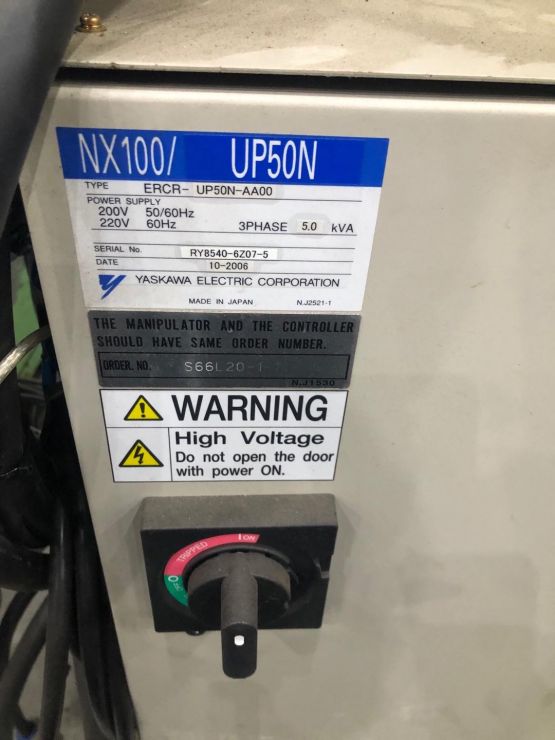 NX100/ UP50N
TYPE ERCR- UP50N-AA00
POWER SUPPLY
200V 50/60Hz
220V 60Hz 3PHASE 5.0 kVA
SERIAL No. RY8540-6Z07-5
DATE 10-2006
YASKAWA ELECTRIC CORPORATION
MADE IN JAPAN NJ2521-1
THE MANIPULATOR AND THE CONTROLLER
SHOULD HAVE SAME ORDER NUMBER.
ORDER. NO. S66L20-1
NJ1530
WARNING
High Voltage
Do not open the door
with power ON.
TRIPPED
I ON
O